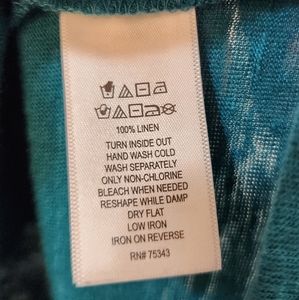 100% LINEN
TURN INSIDE OUT
HAND WASH COLD
WASH SEPARATELY
ONLY NON-CHLORINE
BLEACH WHEN NEEDED
RESHAPE WHILE DAMP
DRY FLAT
LOW IRON
IRON ON REVERSE
RN# 75343